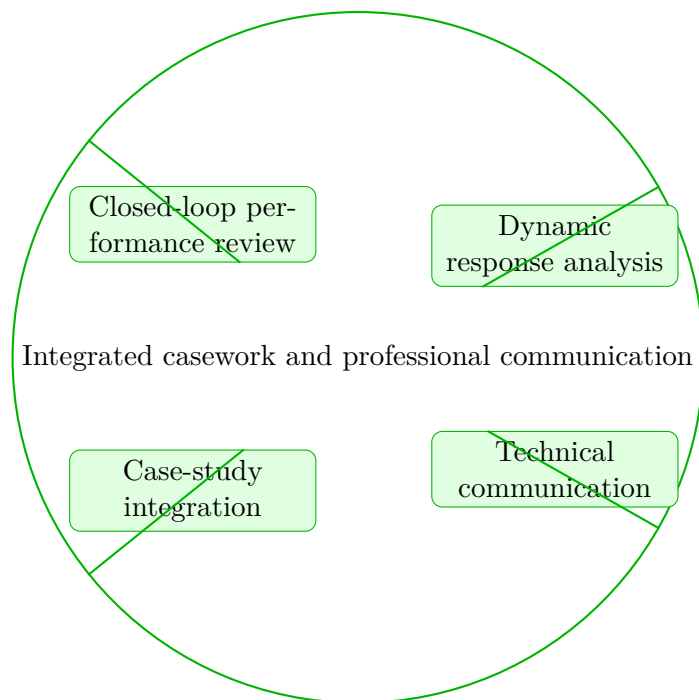 Closed-loop per-
formance review
Dynamic
response analysis
Integrated casework and professional communication
Case-study
integration
Technical
communication